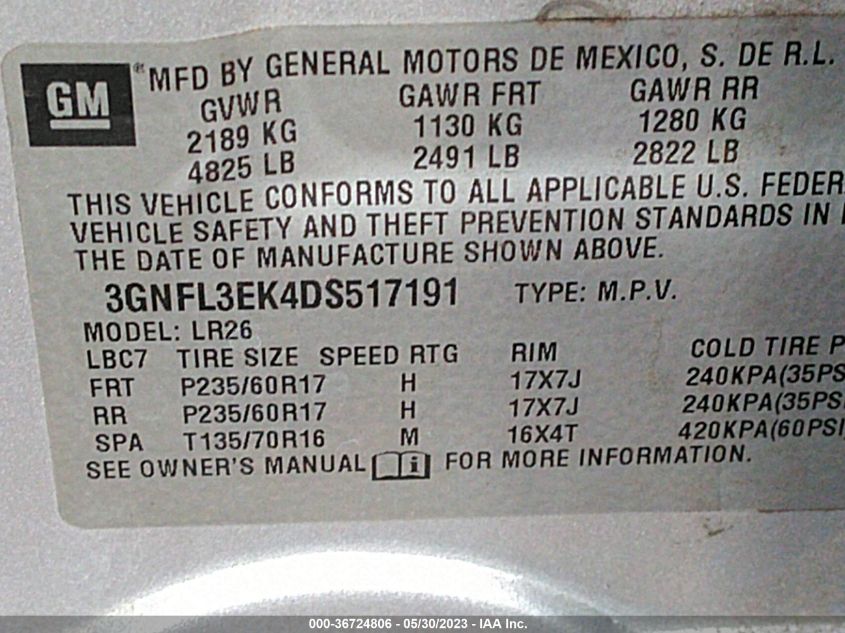 GM
*MFD BY GENERAL MOTORS DE MEXICO, S. DE R.L.
GVWR GAWR FRT GAWR RR
2189 KG 1130 KG 1280 KG
4825 LB 2491 LB 2822 LB
THIS VEHICLE CONFORMS TO ALL APPLICABLE U.S. FEDER
VEHICLE SAFETY AND THEFT PREVENTION STANDARDS IN
THE DATE OF MANUFACTURE SHOWN ABOVE.
3GNFL3EK4DS517191 TYPE: M.P.V.
MODEL: LR26
LBC7 TIRE SIZE SPEED RTG RIM COLD TIRE P
FRT P235/60R17 H 17X7J 240KPA(35PS
RR P235/60R17 H 17X7J 240KPA(35PS
SPA T135/70R16 M 16X4T 420KPA(60PSI
SEE OWNER'S MANUAL i FOR MORE INFORMATION.
000-36724806 - 05/30/2023 - IAA Inc.